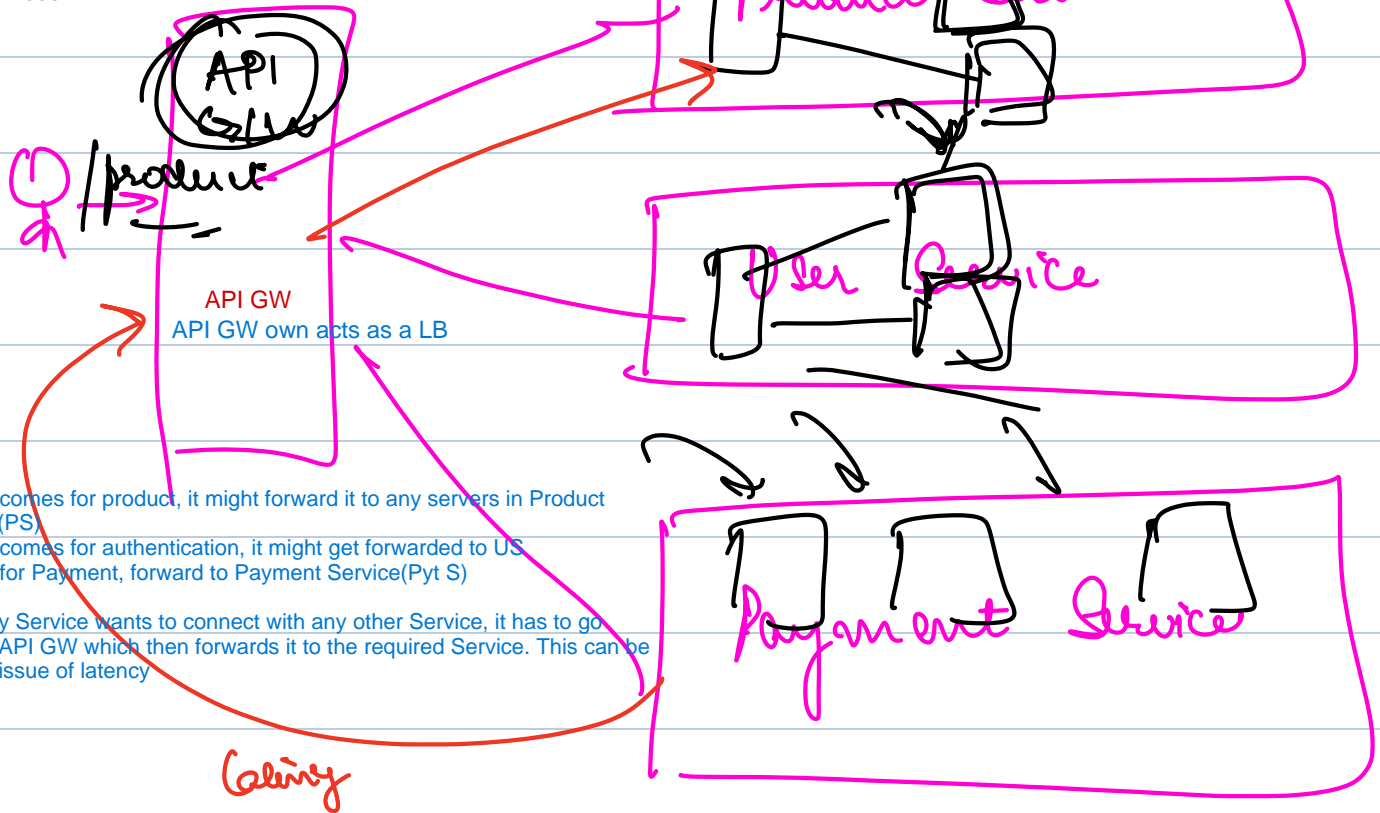 API
G/W
/product
User Service
API GW
API GW own acts as a LB
comes for product, it might forward it to any servers in Product
(PS)
comes for authentication, it might get forwarded to US
for Payment, forward to Payment Service(Pyt S)
y Service wants to connect with any other Service, it has to go
API GW which then forwards it to the required Service. This can be
issue of latency
Payment Service